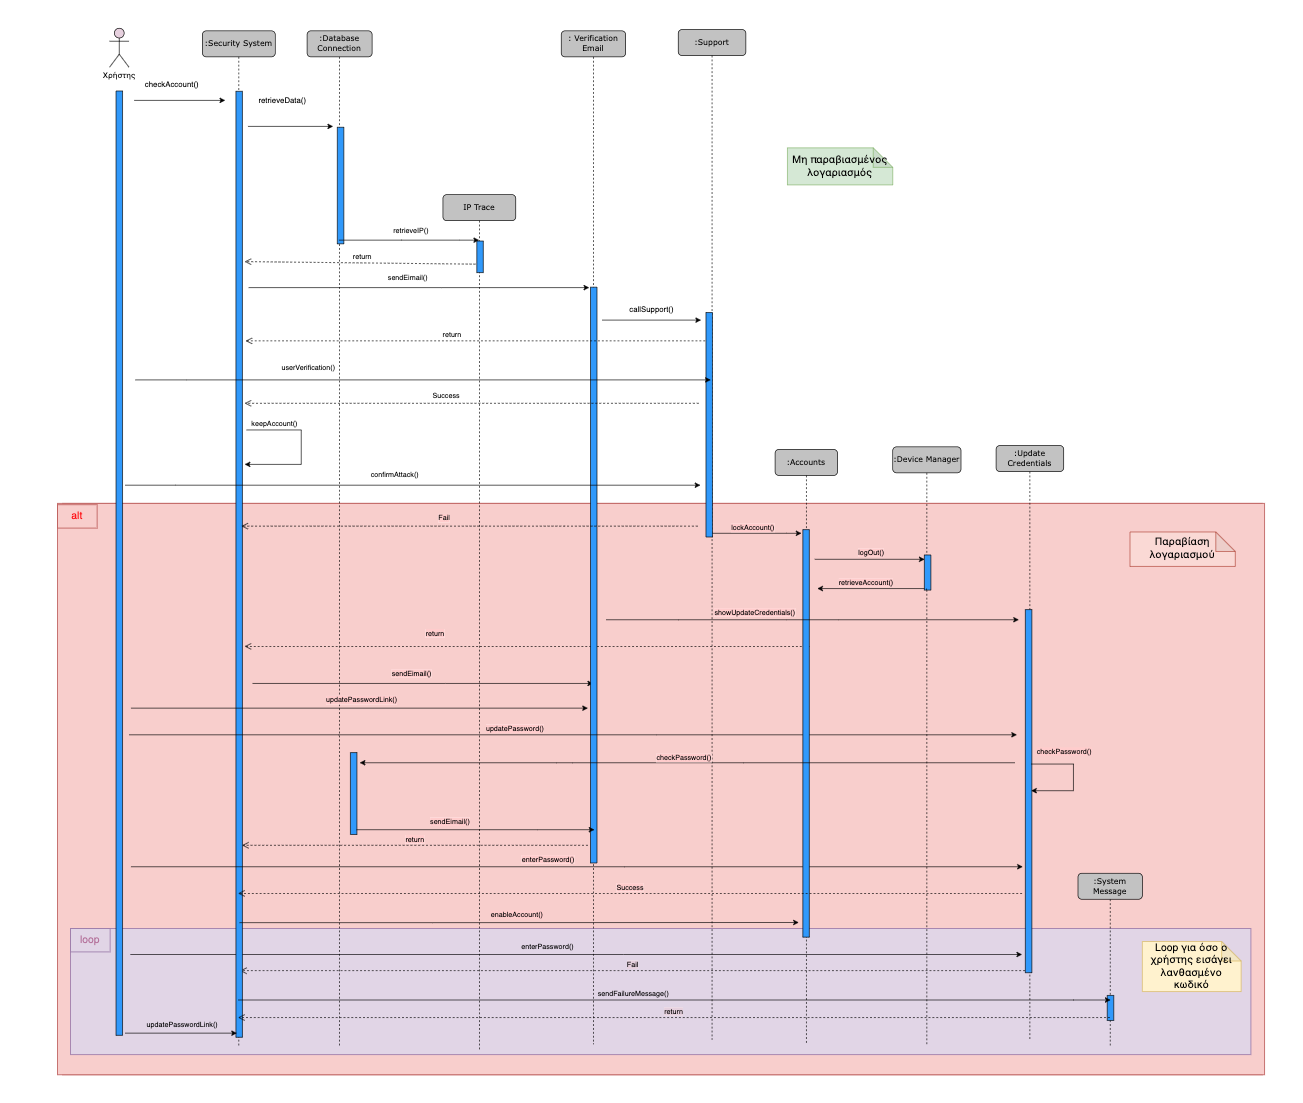 :Security System
:Database
Connection
: Verification
Email
:Support
Χρήστης
checkAccount()
retrieveData()
Μη παραβιασμένος
λογαριασμός
IP Trace
retrieveIP()
return
sendEimail()
callSupport()
return
userVerification()
Success
keepAccount()
:Accounts
:Device Manager
:Update
Credentials
confirmAttack()
alt
Fail
lockAccount()
Παραβίαση
λογαριασμού
logOut()
retrieveAccount()
showUpdateCredentials()
return
sendEimail()
updatePasswordLink()
updatePassword()
checkPassword()
checkPassword()
sendEimail()
return
enterPassword()
:System
Message
Success
enableAccount()
loop
enterPassword()
Fail
Loop για όσο ο
χρήστης εισάγει
λανθασμένο
κωδικό
sendFailureMessage()
return
updatePasswordLink()